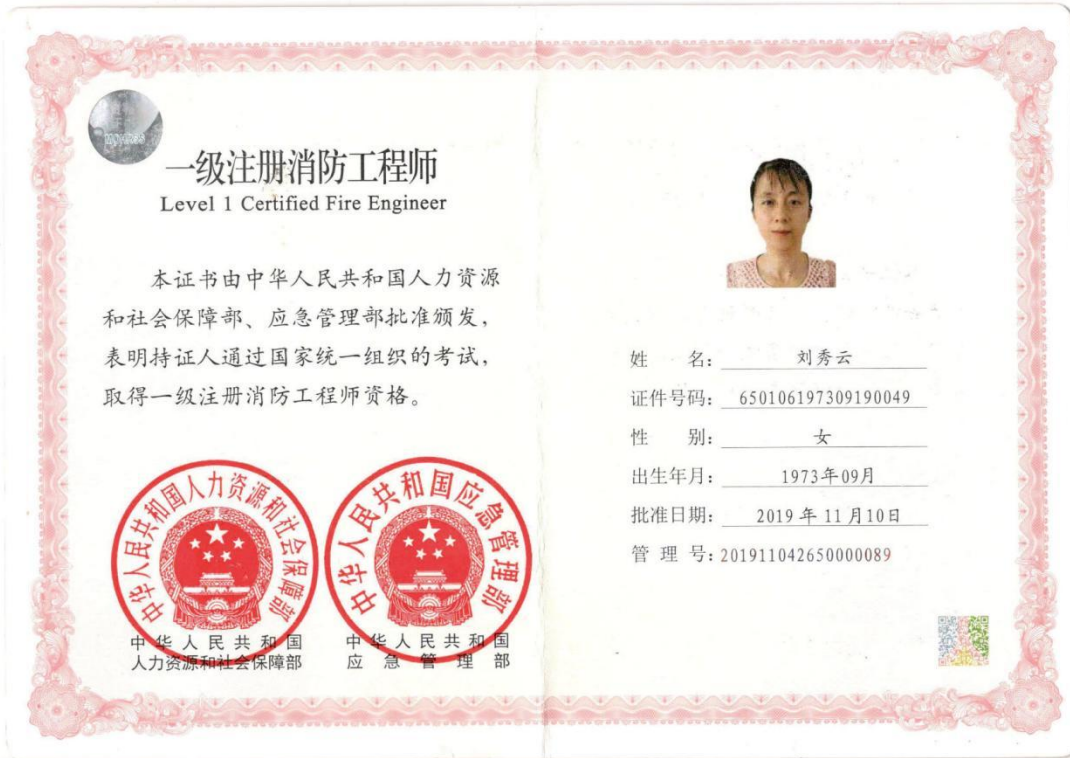 一级注册消防工程师
Level 1 Certified Fire Engineer
本证书由中华人民共和国人力资源
和社会保障部、应急管理部批准颁发，
表明持证人通过国家统一组织的考试，
取得一级注册消防工程师资格。
中华人民共和国人力资源和社会保障部
中华人民共和国应急管理部
中华人民共和国
人力资源和社会保障部
中华人民共和国
应急管理部
姓 名： 刘秀云
证件号码： 650106197309190049
性 别： 女
出生年月： 1973年09月
批准日期： 2019年11月10日
管 理 号：201911042650000089